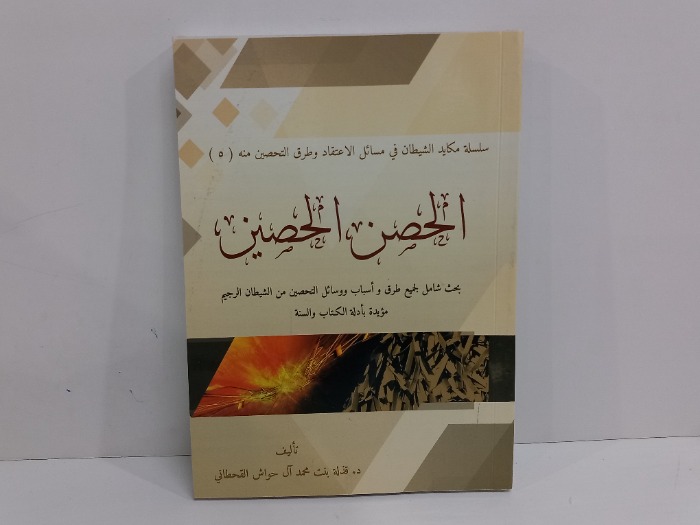 سلسلة مكايد الشيطان في مسائل الاعتقاد وطرق التحصين منه ( ٥ )
الحصن الحصين
بحث شامل لجميع طرق و أسباب ووسائل التحصين من الشيطان الرجيم
مؤيدة بأدلة الكتاب والسنة
تأليف
د. قذلة بنت محمد آل حواش القحطاني